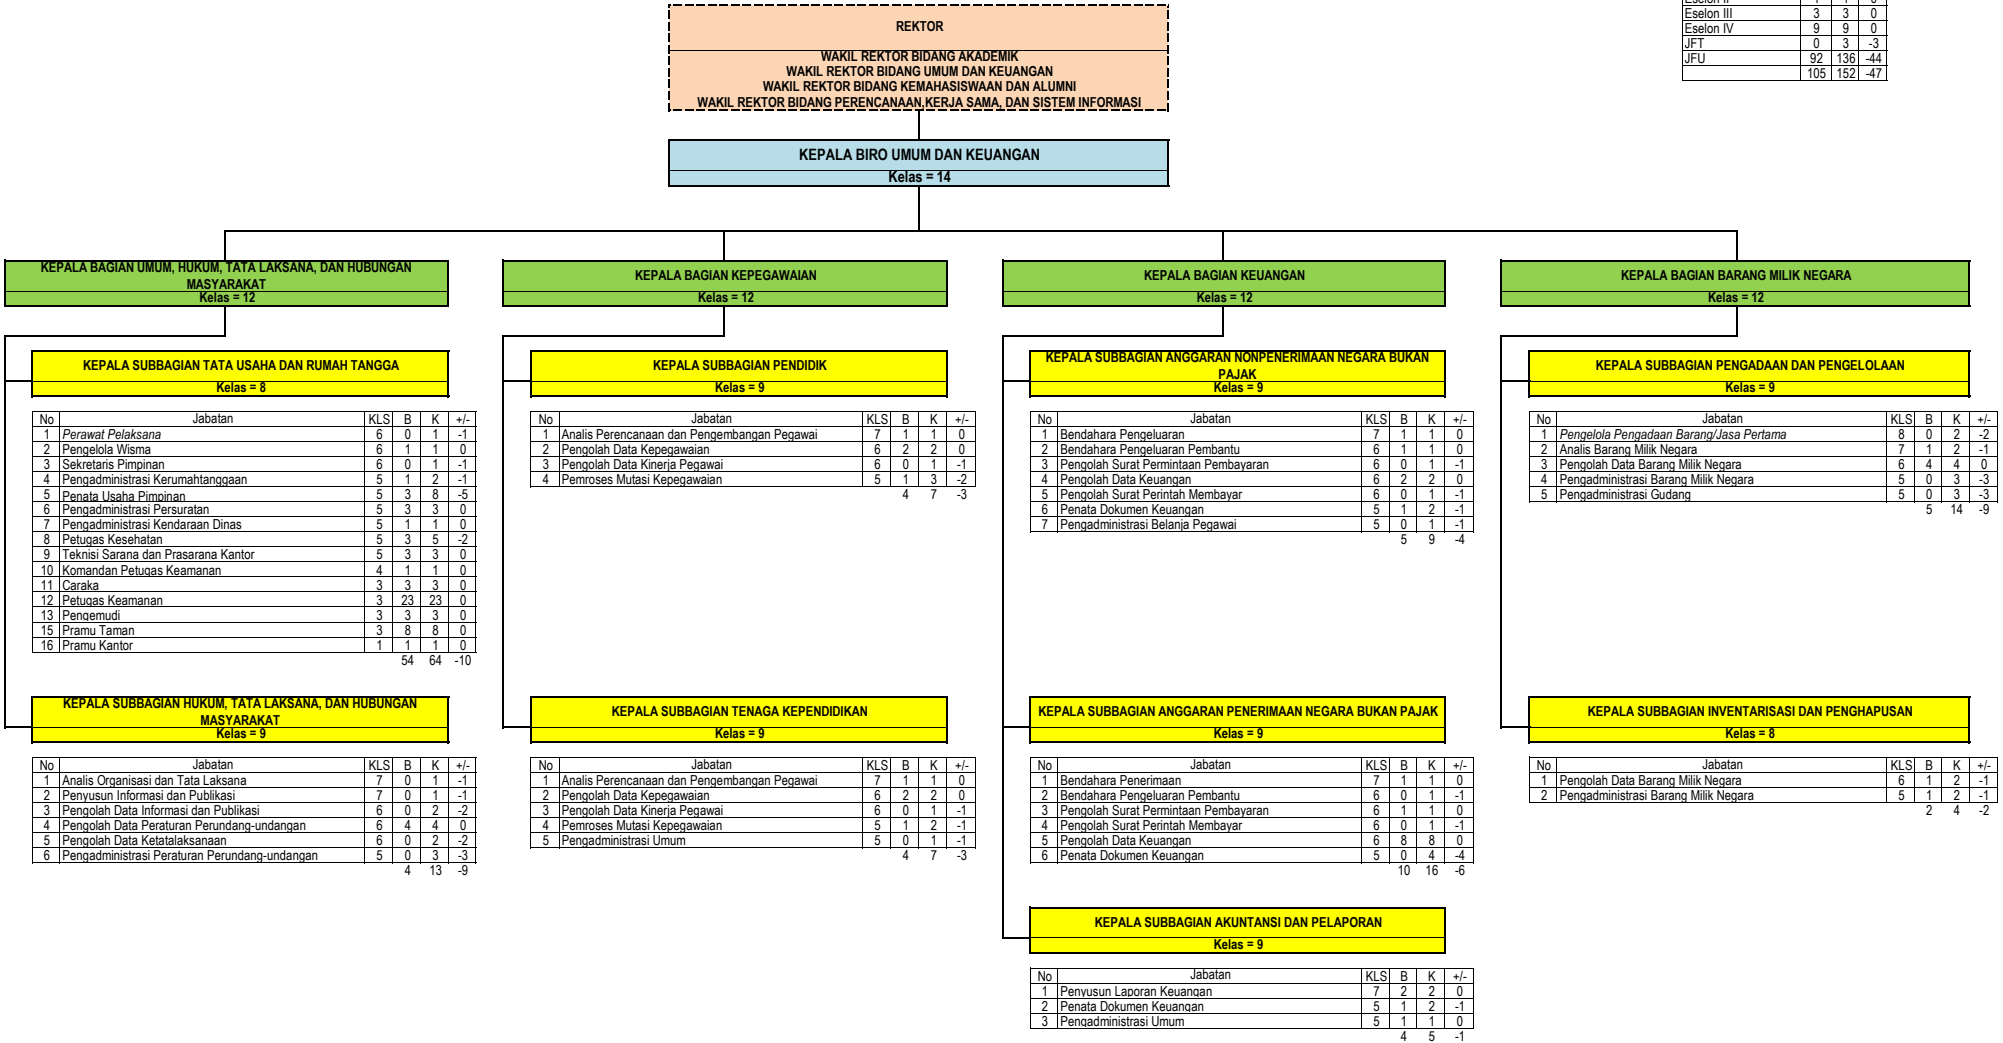 REKTOR
WAKIL REKTOR BIDANG AKADEMIK
WAKIL REKTOR BIDANG UMUM DAN KEUANGAN
WAKIL REKTOR BIDANG KEMAHASISWAAN DAN ALUMNI
WAKIL REKTOR BIDANG PERENCANAAN,KERJA SAMA, DAN SISTEM INFORMASI
Eselon III 3 3 0
Eselon IV 9 9 0
JFT 0 3 -3
JFU 92 136 -44
105 152 -47
KEPALA BIRO UMUM DAN KEUANGAN
Kelas = 14
KEPALA BAGIAN UMUM, HUKUM, TATA LAKSANA, DAN HUBUNGAN
MASYARAKAT
Kelas = 12
KEPALA SUBBAGIAN TATA USAHA DAN RUMAH TANGGA
Kelas = 8
No Jabatan KLS B K +/-
1 Perawat Pelaksana 6 0 1 -1
2 Pengelola Wisma 6 1 1 0
3 Sekretaris Pimpinan 6 0 1 -1
4 Pengadministrasi Kerumahtanggaan 5 1 2 -1
5 Penata Usaha Pimpinan 5 3 8 -5
6 Pengadministrasi Persuratan 5 3 3 0
7 Pengadministrasi Kendaraan Dinas 5 1 1 0
8 Petugas Kesehatan 5 3 5 -2
9 Teknisi Sarana dan Prasarana Kantor 5 3 3 0
10 Komandan Petugas Keamanan 4 1 1 0
11 Caraka 3 3 3 0
12 Petugas Keamanan 3 23 23 0
13 Pengemudi 3 3 3 0
15 Pramu Taman 3 8 8 0
16 Pramu Kantor 1 1 1 0
54 64 -10
KEPALA SUBBAGIAN HUKUM, TATA LAKSANA, DAN HUBUNGAN
MASYARAKAT
Kelas = 9
No Jabatan KLS B K +/-
1 Analis Organisasi dan Tata Laksana 7 0 1 -1
2 Penyusun Informasi dan Publikasi 7 0 1 -1
3 Pengolah Data Informasi dan Publikasi 6 0 2 -2
4 Pengolah Data Peraturan Perundang-undangan 6 4 4 0
5 Pengolah Data Ketatalaksanaan 6 0 2 -2
6 Pengadministrasi Peraturan Perundang-undangan 5 0 3 -3
4 13 -9
KEPALA BAGIAN KEPEGAWAIAN
Kelas = 12
KEPALA SUBBAGIAN PENDIDIK
Kelas = 9
No Jabatan KLS B K +/-
1 Analis Perencanaan dan Pengembangan Pegawai 7 1 1 0
2 Pengolah Data Kepegawaian 6 2 2 0
3 Pengolah Data Kinerja Pegawai 6 0 1 -1
4 Pemroses Mutasi Kepegawaian 5 1 3 -2
4 7 -3
KEPALA SUBBAGIAN TENAGA KEPENDIDIKAN
Kelas = 9
No Jabatan KLS B K +/-
1 Analis Perencanaan dan Pengembangan Pegawai 7 1 1 0
2 Pengolah Data Kepegawaian 6 2 2 0
3 Pengolah Data Kinerja Pegawai 6 0 1 -1
4 Pemroses Mutasi Kepegawaian 5 1 2 -1
5 Pengadministrasi Umum 5 0 1 -1
4 7 -3
KEPALA BAGIAN KEUANGAN
Kelas = 12
KEPALA SUBBAGIAN ANGGARAN NONPENERIMAAN NEGARA BUKAN
PAJAK
Kelas = 9
No Jabatan KLS B K +/-
1 Bendahara Pengeluaran 7 1 1 0
2 Bendahara Pengeluaran Pembantu 6 1 1 0
3 Pengolah Surat Permintaan Pembayaran 6 0 1 -1
4 Pengolah Data Keuangan 6 2 2 0
5 Pengolah Surat Perintah Membayar 6 0 1 -1
6 Penata Dokumen Keuangan 5 1 2 -1
7 Pengadministrasi Belanja Pegawai 5 0 1 -1
5 9 -4
KEPALA SUBBAGIAN ANGGARAN PENERIMAAN NEGARA BUKAN PAJAK
Kelas = 9
No Jabatan KLS B K +/-
1 Bendahara Penerimaan 7 1 1 0
2 Bendahara Pengeluaran Pembantu 6 0 1 -1
3 Pengolah Surat Permintaan Pembayaran 6 1 1 0
4 Pengolah Surat Perintah Membayar 6 0 1 -1
5 Pengolah Data Keuangan 6 8 8 0
6 Penata Dokumen Keuangan 5 0 4 -4
10 16 -6
KEPALA SUBBAGIAN AKUNTANSI DAN PELAPORAN
Kelas = 9
No Jabatan KLS B K +/-
1 Penyusun Laporan Keuangan 7 2 2 0
2 Penata Dokumen Keuangan 5 1 2 -1
3 Pengadministrasi Umum 5 1 1 0
4 5 -1
KEPALA BAGIAN BARANG MILIK NEGARA
Kelas = 12
KEPALA SUBBAGIAN PENGADAAN DAN PENGELOLAAN
Kelas = 9
No Jabatan KLS B K +/-
1 Pengelola Pengadaan Barang/Jasa Pertama 8 0 2 -2
2 Analis Barang Milik Negara 7 1 2 -1
3 Pengolah Data Barang Milik Negara 6 4 4 0
4 Pengadministrasi Barang Milik Negara 5 0 3 -3
5 Pengadministrasi Gudang 5 0 3 -3
5 14 -9
KEPALA SUBBAGIAN INVENTARISASI DAN PENGHAPUSAN
Kelas = 8
No Jabatan KLS B K +/-
1 Pengolah Data Barang Milik Negara 6 1 2 -1
2 Pengadministrasi Barang Milik Negara 5 1 2 -1
2 4 -2